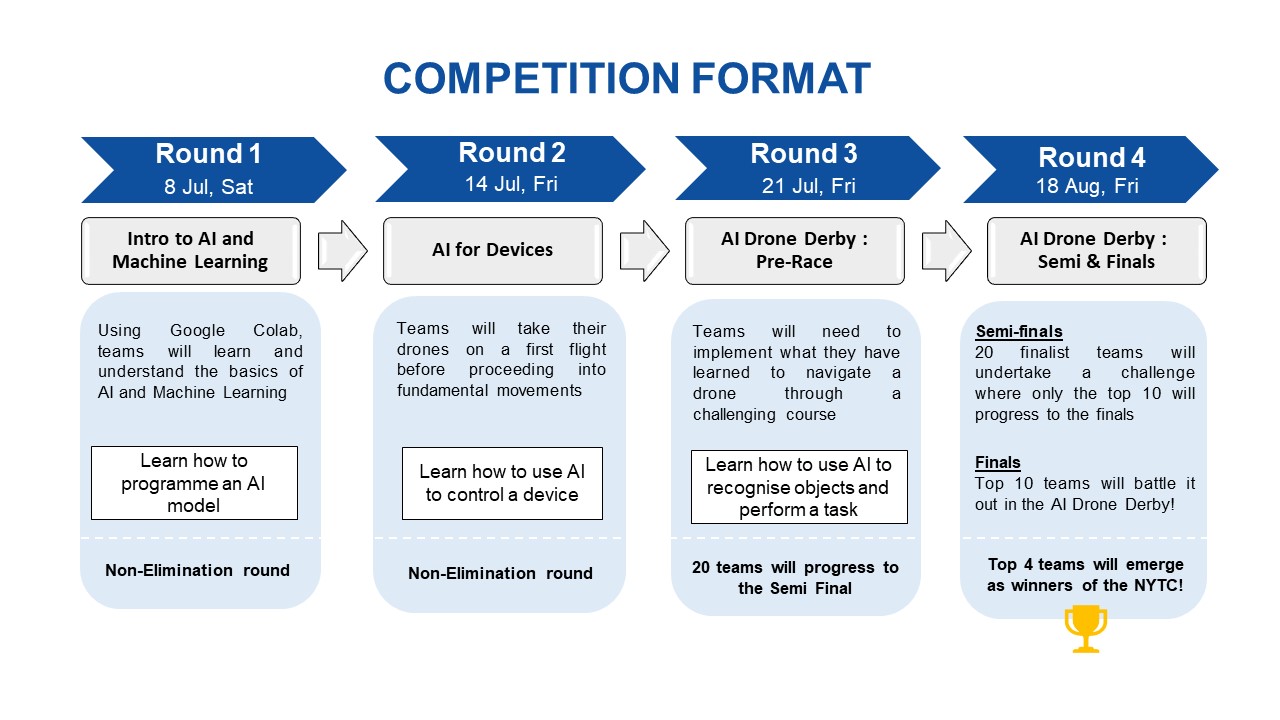 COMPETITION FORMAT
Round 1
8 Jul, Sat
Intro to AI and
Machine Learning
Using Google Colab,
teams will learn and
understand the basics of
AI and Machine Learning
Learn how to
programme an AI
model
Non-Elimination round
Round 2
14 Jul, Fri
AI for Devices
Teams will take their
drones on a first flight
before proceeding into
fundamental movements
Learn how to use AI
to control a device
Non-Elimination round
Round 3
21 Jul, Fri
AI Drone Derby :
Pre-Race
Teams will need to
implement what they have
learned to navigate a
drone through a
challenging course
Learn how to use AI to
recognise objects and
perform a task
20 teams will progress to
the Semi Final
Round 4
18 Aug, Fri
AI Drone Derby :
Semi & Finals
Semi-finals
20 finalist teams will
undertake a challenge
where only the top 10 will
progress to the finals
Finals
Top 10 teams will battle it
out in the AI Drone Derby!
Top 4 teams will emerge
as winners of the NYTC!